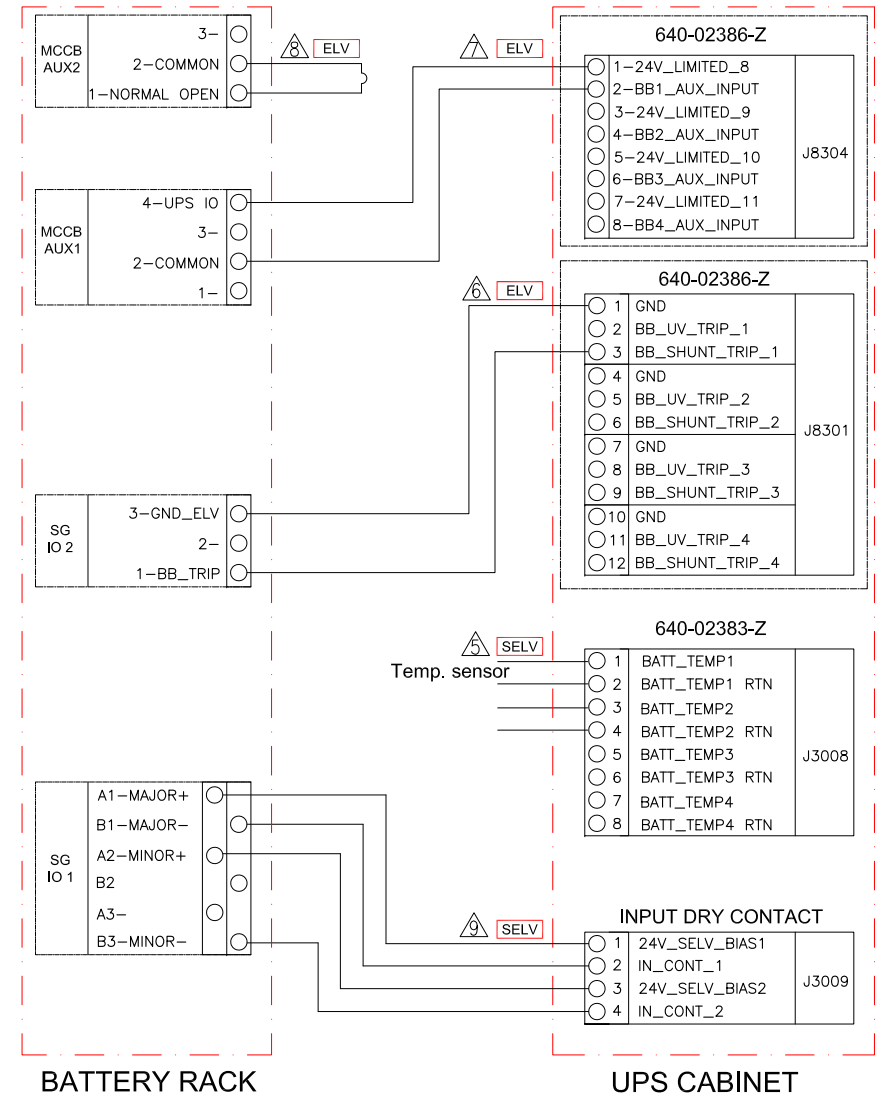 3-
MCCB
AUX2
2-COMMON
1-NORMAL OPEN
8 ELV
4-UPS IO
MCCB
AUX1
3-
2-COMMON
1-
SG
IO 2
3-GND_ELV
2-
1-BB_TRIP
SG
IO 1
A1-MAJOR+
B1-MAJOR-
A2-MINOR+
B2
A3-
B3-MINOR-
BATTERY RACK
7 ELV
640-02386-Z
1-24V_LIMITED_8
2-BB1_AUX_INPUT
3-24V_LIMITED_9
4-BB2_AUX_INPUT
5-24V_LIMITED_10
6-BB3_AUX_INPUT
7-24V_LIMITED_11
8-BB4_AUX_INPUT
J8304
6 ELV
640-02386-Z
1 GND
2 BB_UV_TRIP_1
3 BB_SHUNT_TRIP_1
4 GND
5 BB_UV_TRIP_2
6 BB_SHUNT_TRIP_2
7 GND
8 BB_UV_TRIP_3
9 BB_SHUNT_TRIP_3
10 GND
11 BB_UV_TRIP_4
12 BB_SHUNT_TRIP_4
J8301
5 SELV
Temp. sensor
640-02383-Z
1 BATT_TEMP1
2 BATT_TEMP1 RTN
3 BATT_TEMP2
4 BATT_TEMP2 RTN
5 BATT_TEMP3
6 BATT_TEMP3 RTN
7 BATT_TEMP4
8 BATT_TEMP4 RTN
J3008
9 SELV
INPUT DRY CONTACT
1 24V_SELV_BIAS1
2 IN_CONT_1
3 24V_SELV_BIAS2
4 IN_CONT_2
J3009
UPS CABINET